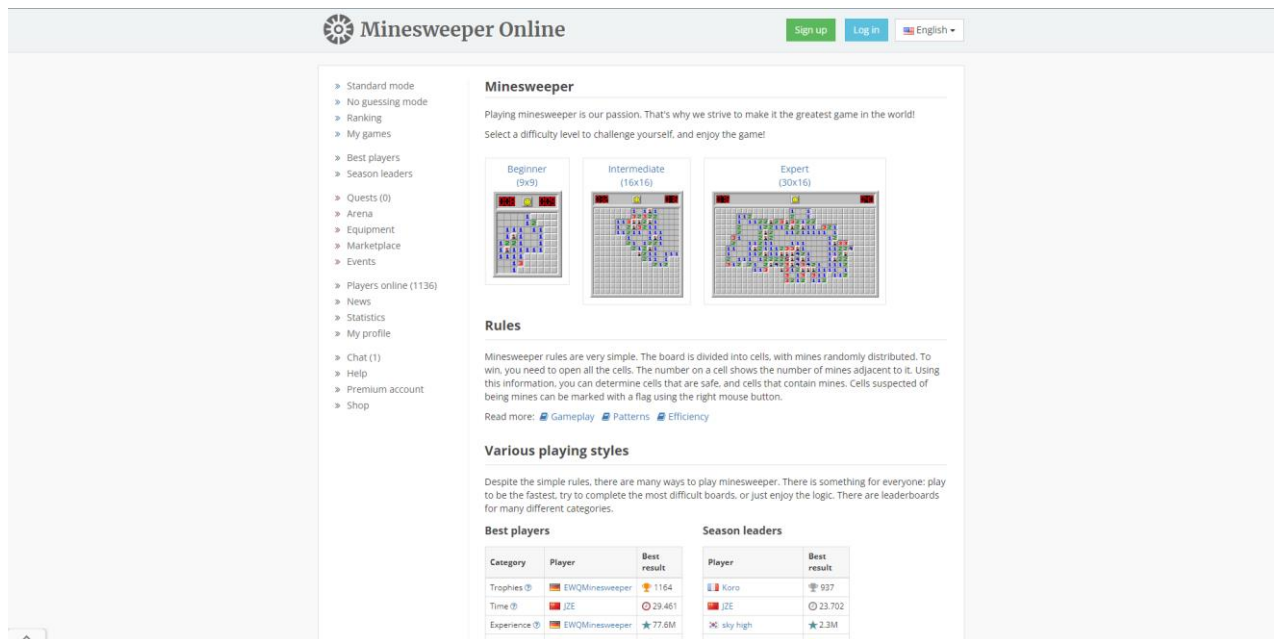 Minesweeper Online
Sign up
Log in
English
Standard mode
No guessing mode
Ranking
My games
Best players
Season leaders
Quests (0)
Arena
Equipment
Marketplace
Events
Players online (1136)
News
Statistics
My profile
Chat (1)
Help
Premium account
Shop
Minesweeper
Playing minesweeper is our passion. That's why we strive to make it the greatest game in the world!
Select a difficulty level to challenge yourself, and enjoy the game!
Beginner
(9x9)
Intermediate
(16x16)
Expert
(30x16)
Rules
Minesweeper rules are very simple. The board is divided into cells, with mines randomly distributed. To
win, you need to open all the cells. The number on a cell shows the number of mines adjacent to it. Using
this information, you can determine cells that are safe, and cells that contain mines. Cells suspected of
being mines can be marked with a flag using the right mouse button.
Read more: Gameplay Patterns Efficiency
Various playing styles
Despite the simple rules, there are many ways to play minesweeper. There is something for everyone: play
to be the fastest, try to complete the most difficult boards, or just enjoy the logic. There are leaderboards
for many different categories.
Best players
Category Player Best result
Trophies EWQMinesweeper 1164
Time JZE 29.461
Experience EWQMinesweeper 77.6M
Season leaders
Player Best result
Koro 937
JZE 23.702
sky high 2.3M